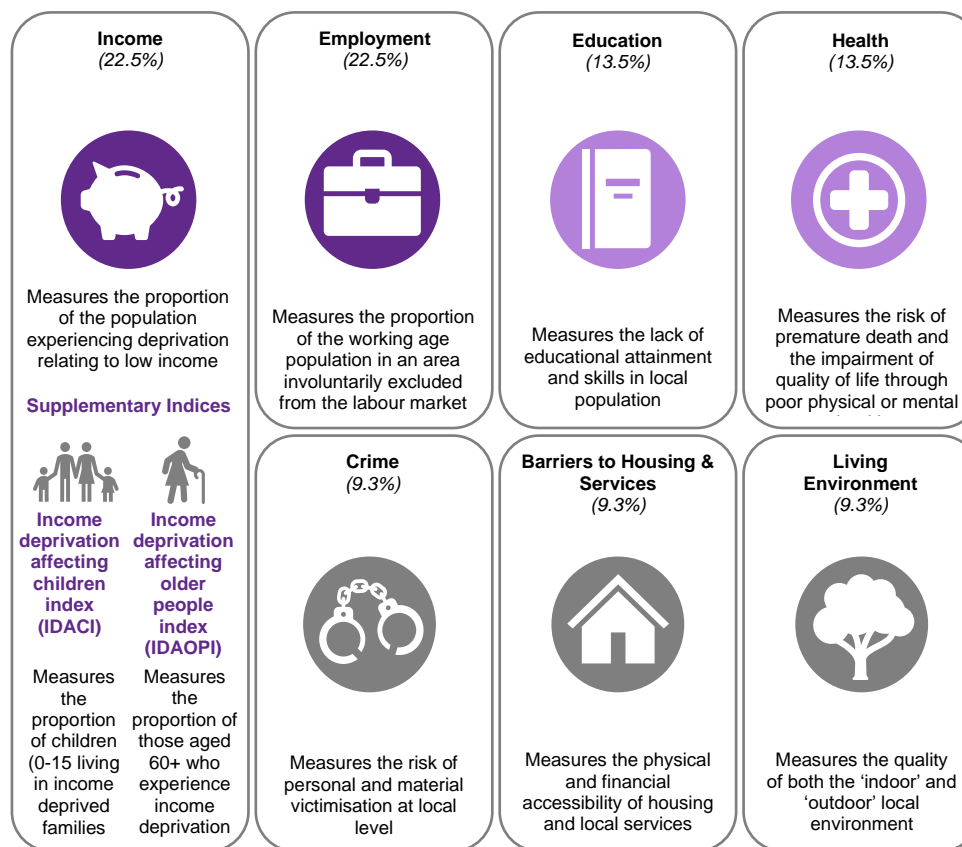 Income
(22.5%)
Measures the proportion
of the population
experiencing deprivation
relating to low income
Supplementary Indices
Income
deprivation
affecting
children
index
(IDACI)
Measures
the
proportion
of children
(0-15 living
in income
deprived
families
Income
deprivation
affecting
older
people
index
(IDAOPI)
Measures
the
proportion of
those aged
60+ who
experience
income
deprivation
Employment
(22.5%)
Measures the proportion
of the working age
population in an area
involuntarily excluded
from the labour market
Education
(13.5%)
Measures the lack of
educational attainment
and skills in local
population
Health
(13.5%)
Measures the risk of
premature death and
the impairment of
quality of life through
poor physical or mental
Crime
(9.3%)
Measures the risk of
personal and material
victimisation at local
level
Barriers to Housing &
Services
(9.3%)
Measures the physical
and financial
accessibility of housing
and local services
Living
Environment
(9.3%)
Measures the quality
of both the ‘indoor’ and
‘outdoor’ local
environment